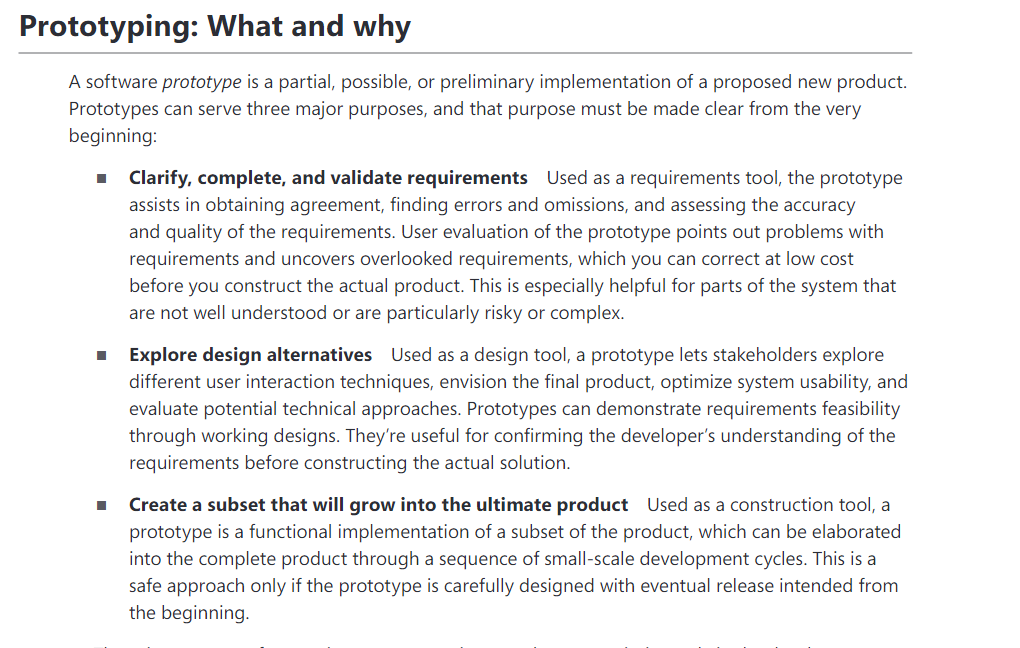 Prototyping: What and why
A software prototype is a partial, possible, or preliminary implementation of a proposed new product.
Prototypes can serve three major purposes, and that purpose must be made clear from the very
beginning:
■ Clarify, complete, and validate requirements Used as a requirements tool, the prototype
assists in obtaining agreement, finding errors and omissions, and assessing the accuracy
and quality of the requirements. User evaluation of the prototype points out problems with
requirements and uncovers overlooked requirements, which you can correct at low cost
before you construct the actual product. This is especially helpful for parts of the system that
are not well understood or are particularly risky or complex.
■ Explore design alternatives Used as a design tool, a prototype lets stakeholders explore
different user interaction techniques, envision the final product, optimize system usability, and
evaluate potential technical approaches. Prototypes can demonstrate requirements feasibility
through working designs. They’re useful for confirming the developer’s understanding of the
requirements before constructing the actual solution.
■ Create a subset that will grow into the ultimate product Used as a construction tool, a
prototype is a functional implementation of a subset of the product, which can be elaborated
into the complete product through a sequence of small-scale development cycles. This is a
safe approach only if the prototype is carefully designed with eventual release intended from
the beginning.